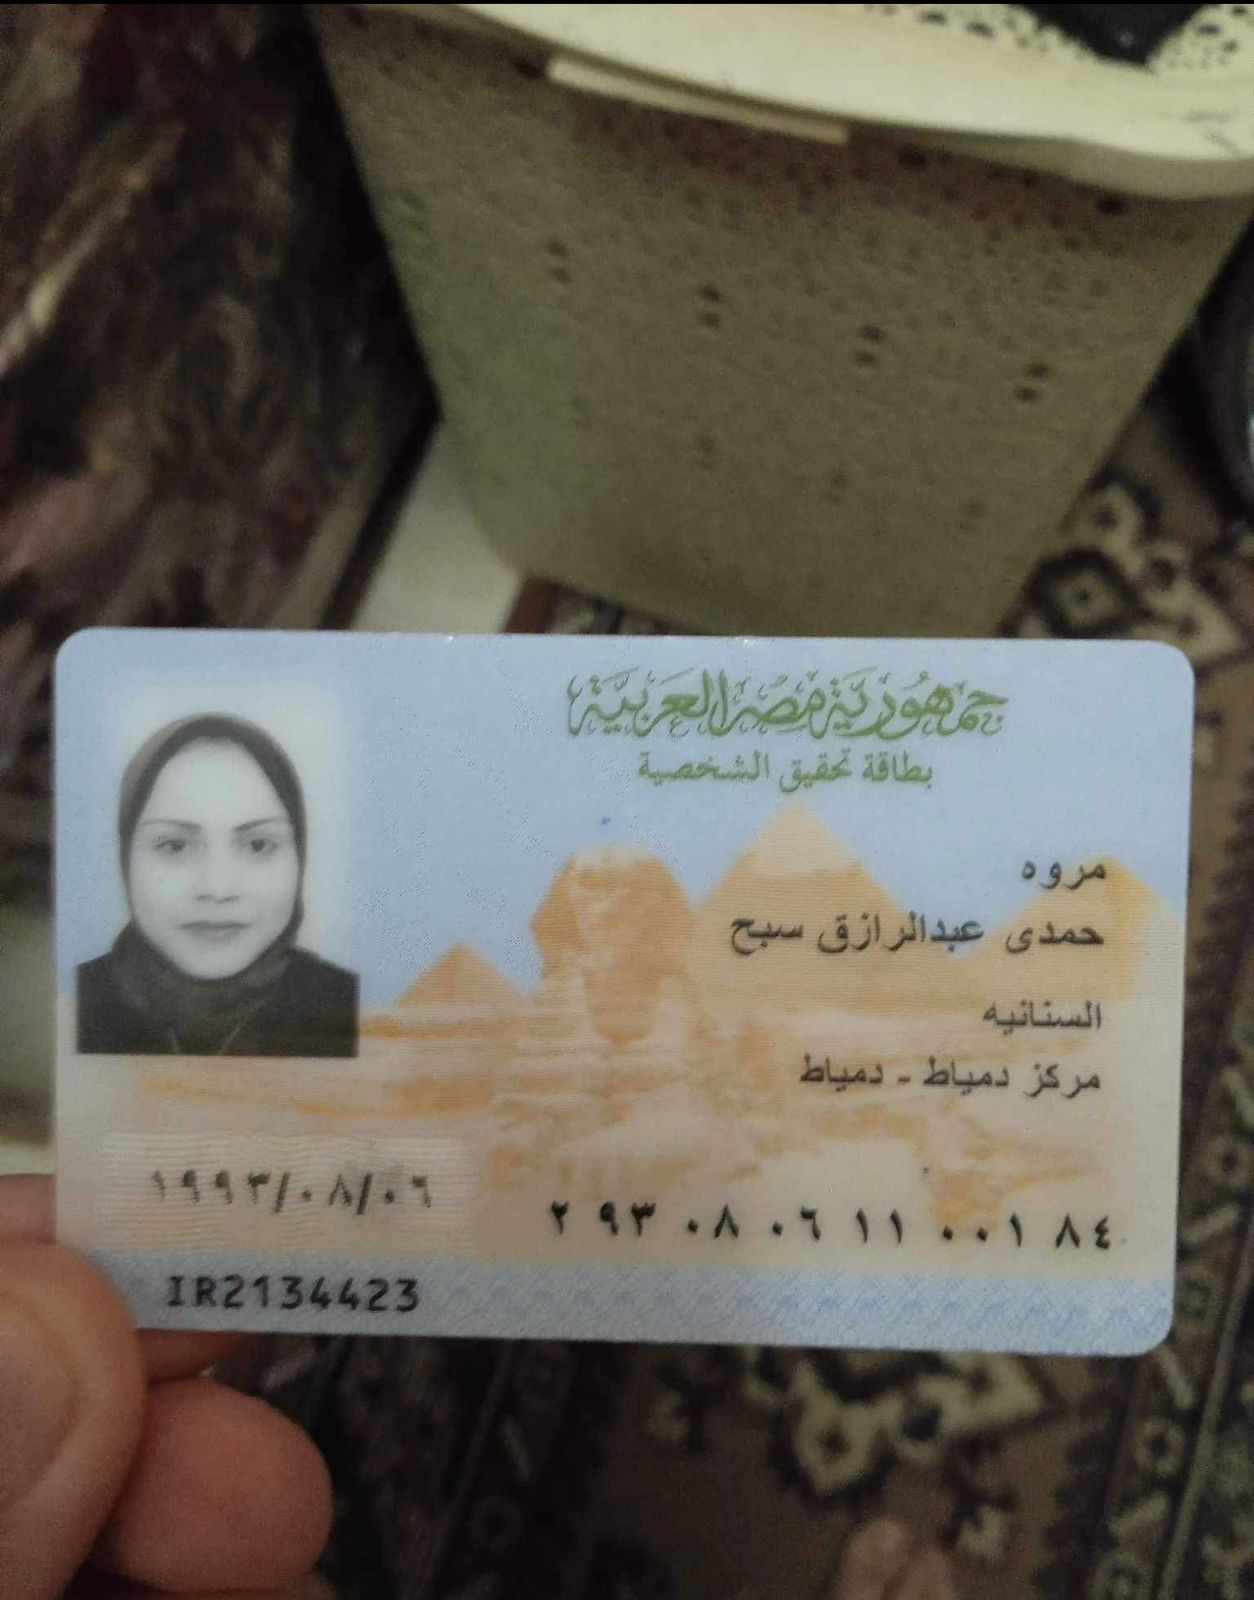 جمهورية مصر العربية
بطاقة تحقيق الشخصية
مروه
حمدى عبدالرازق سبح
السنانيه
مركز دمياط - دمياط
١٩٩٣/٠٨/٠٦
٢ ٩٣ ٠٨ ٠٦ ١١ ٠٠١ ٨٤
IR2134423